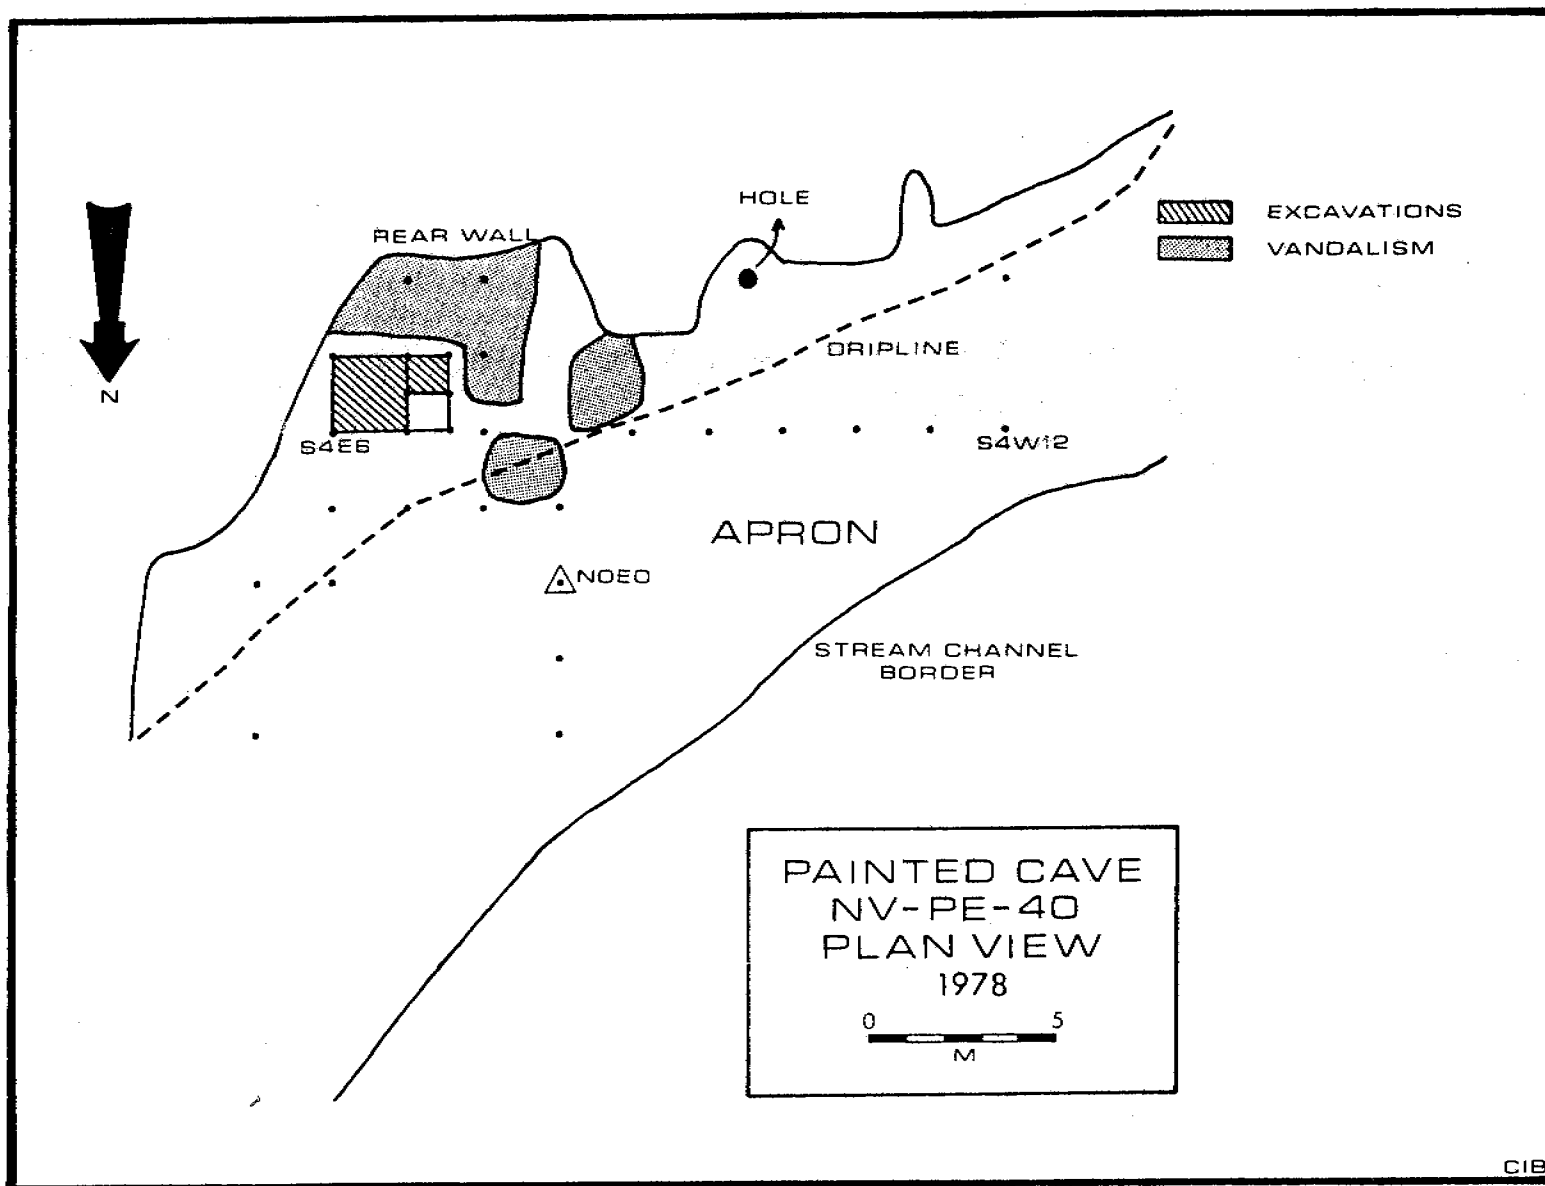 HOLE
EXCAVATIONS
REAR WALL
VANDALISM
DRIPLINE
N
S4E6
S4W12
APRON
N0E0
STREAM CHANNEL
BORDER
PAINTED CAVE
NV-PE-40
PLAN VIEW
1978
0 5
M
CIB